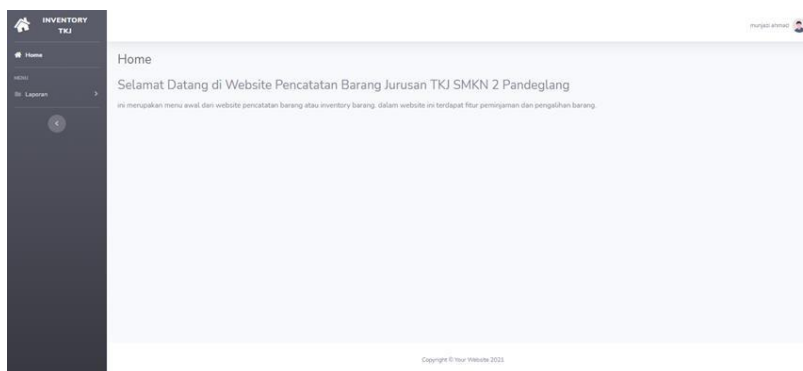 INVENTORY
TKJ
munjazi ahmad
Home
MENU
Laporan
Home
Selamat Datang di Website Pencatatan Barang Jurusan TKJ SMKN 2 Pandeglang
ini merupakan menu awal dari website pencatatan barang atau inventory barang. dalam website ini terdapat fitur peminjaman dan pengalihan barang.
Copyright © Your Website 2021